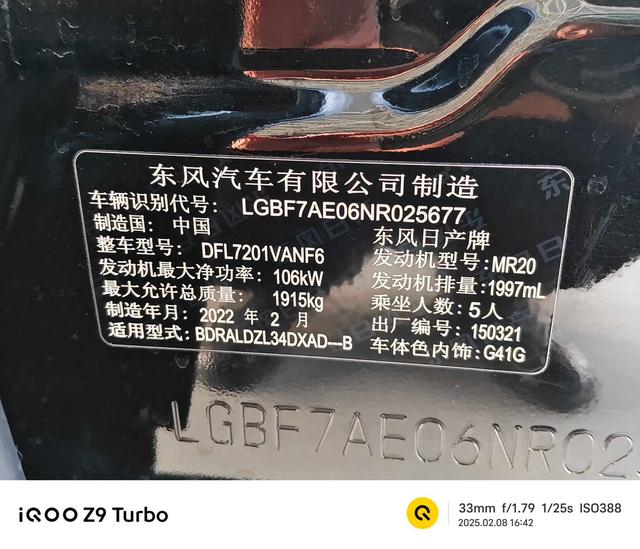 东风汽车有限公司制造
车辆识别代号： LGBF7AE06NR025677
制造国： 中国 东风日产牌
整车型号： DFL7201VANF6 发动机型号：MR20
发动机最大净功率： 106kW 发动机排量：1997mL
最大允许总质量： 1915kg 乘坐人数：5人
制造年月：2022 年 2 月 出厂编号：150321
适用型式：BDRALDZL34DXAD---B 车体色内饰：G41G
LGBF7AE06NR02
iQOO Z9 Turbo
33mm f/1.79 1/25s ISO388
2025.02.08 16:42